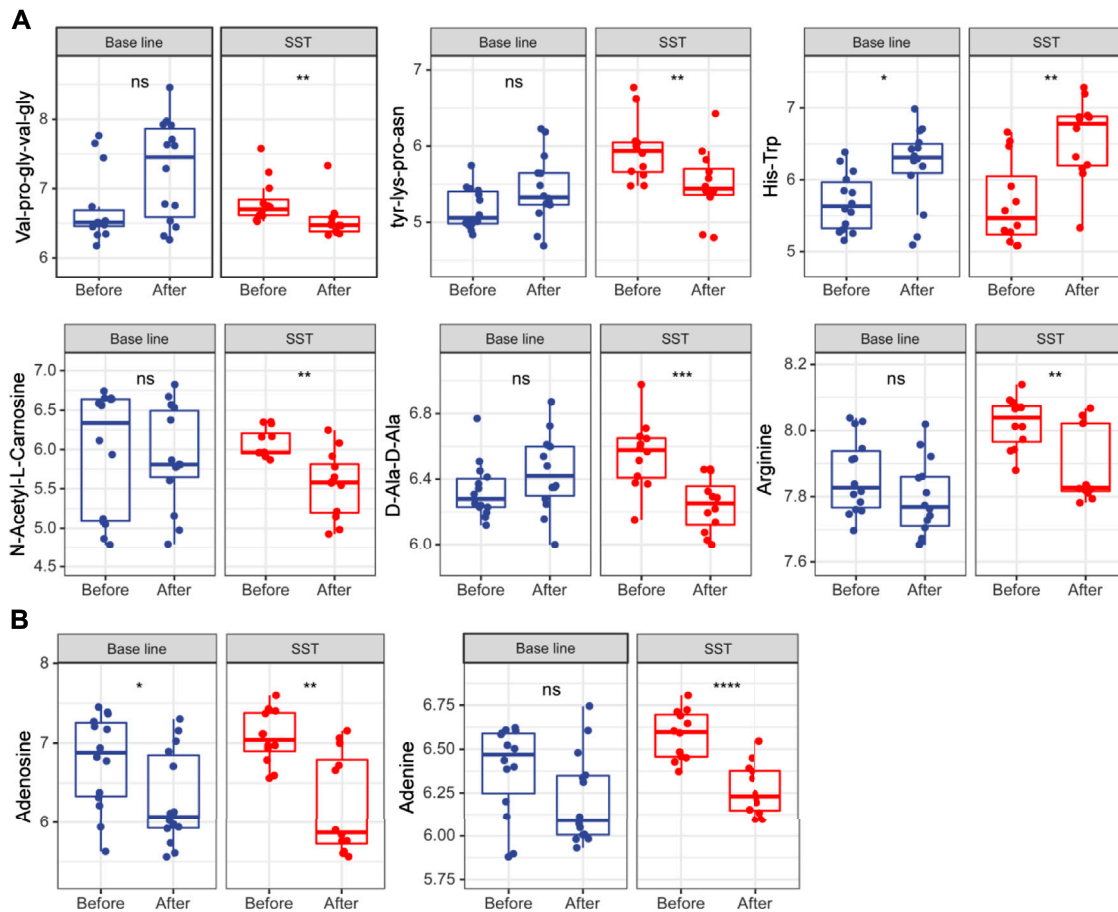 A
Base line SST Base line SST Base line SST
ns ** ns ** * **
Val-pro-gly-val-gly
8
7
6
tyr-lys-pro-asn
7
6
5
His-Trp
7
6
5
Before After Before After Before After Before After Before After Before After
Base line SST Base line SST Base line SST
ns ** ns *** ns **
N-Acetyl-L-Carnosine
7.0
6.5
6.0
5.5
5.0
4.5
D-Ala-D-Ala
6.8
6.4
6.0
Arginine
8.2
8.0
7.8
7.6
Before After Before After Before After Before After Before After Before After
B
Base line SST Base line SST
* ** ns ****
Adenosine
8
7
6
Adenine
6.75
6.50
6.25
6.00
5.75
Before After Before After Before After Before After